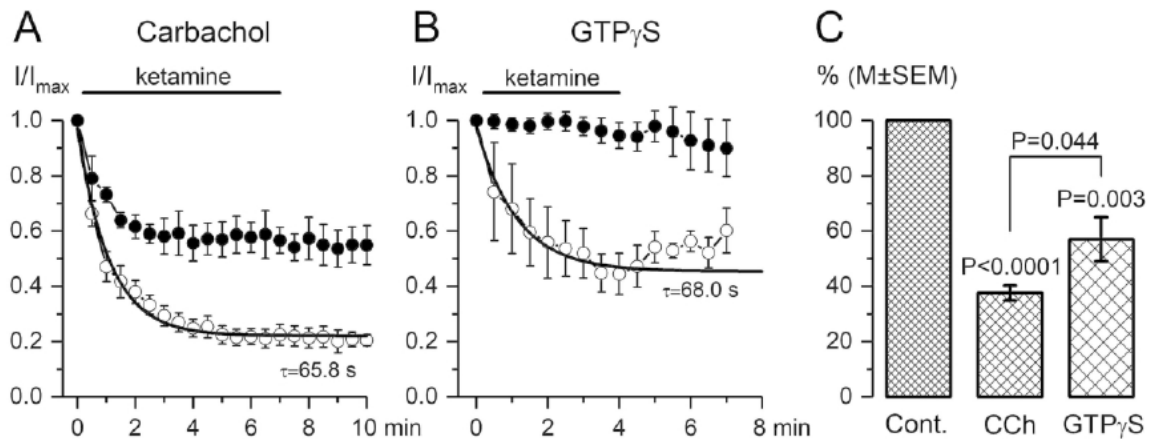 A Carbachol
I/Imax
ketamine
1.0
0.8
0.6
0.4
0.2
0.0
τ=65.8 s
0 2 4 6 8 10 min
B GTPγS
I/Imax
ketamine
1.0
0.8
0.6
0.4
0.2
0.0
τ=68.0 s
0 2 4 6 8 min
C
% (M±SEM)
100
80
60
40
20
0
P=0.044
P=0.003
P<0.0001
Cont. CCh GTPγS